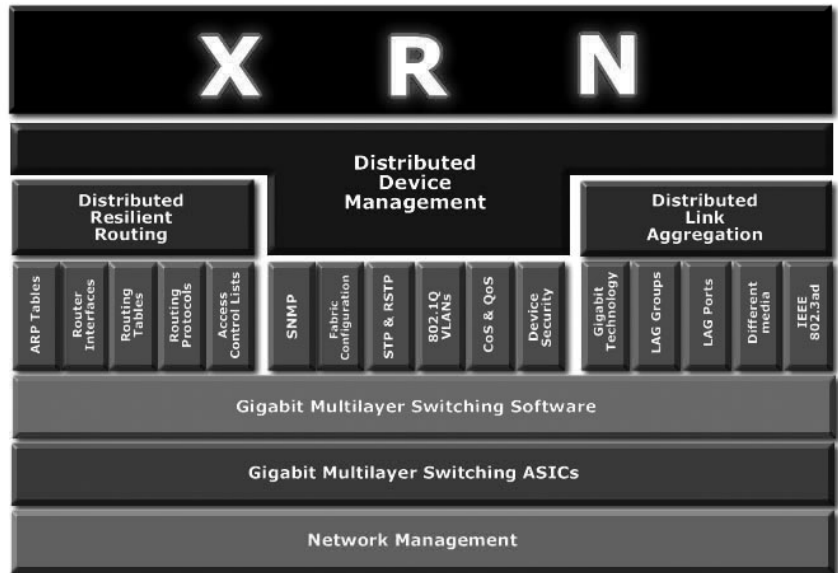 X R N
Distributed
Device
Management
Distributed
Resilient
Routing
Distributed
Link
Aggregation
ARP Tables
Router
Interfaces
Routing
Tables
Routing
Protocols
Access
Control Lists
SNMP
Fabric
Configuration
STP & RSTP
802.1Q
VLANs
CoS & QoS
Device
Security
Gigabit
Technology
LAG Groups
LAG Ports
Different
media
IEEE
802.3ad
Gigabit Multilayer Switching Software
Gigabit Multilayer Switching ASICs
Network Management